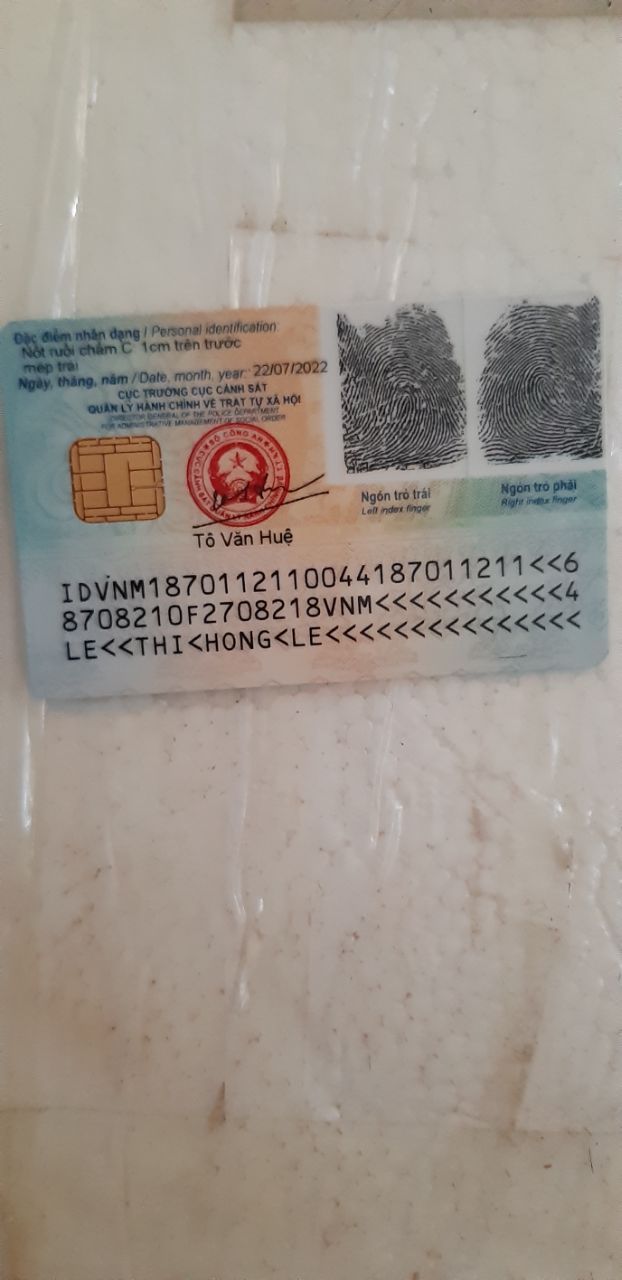 Đặc điểm nhân dạng / Personal identification:
Nốt ruồi chấm C 1cm trên trước
mép trái
Ngày, tháng, năm / Date, month, year: 22/07/2022
CỤC TRƯỞNG CỤC CẢNH SÁT
QUẢN LÝ HÀNH CHÍNH VỀ TRẬT TỰ XÃ HỘI
DIRECTOR GENERAL OF THE POLICE DEPARTMENT
FOR ADMINISTRATIVE MANAGEMENT OF SOCIAL ORDER
BỘ CÔNG AN
Tô Văn Huệ
Ngón trỏ trái
Left index finger
Ngón trỏ phải
Right index finger
IDVNM1870112110044187011211<<6
8708210F2708218VNM<<<<<<<<<<<4
LE<<THI<HONG<LE<<<<<<<<<<<<<<<